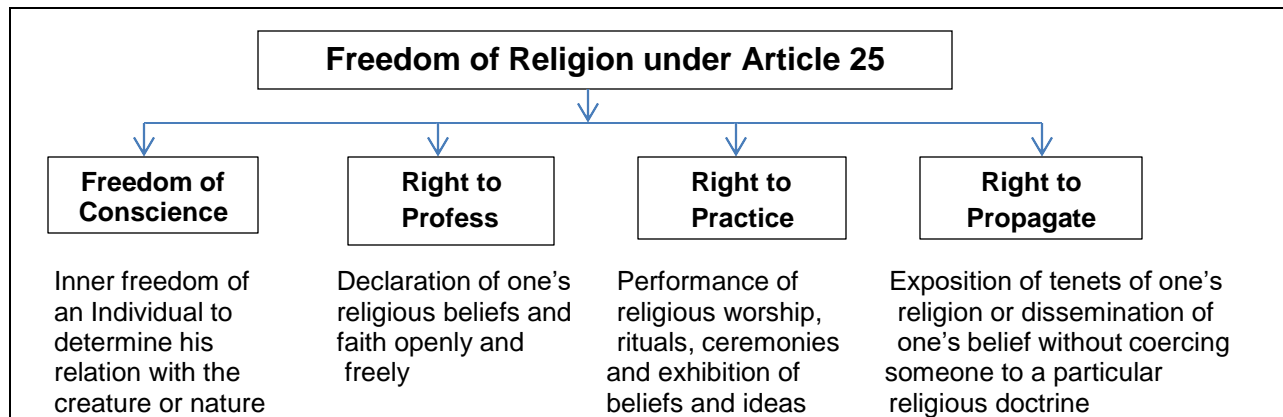 Freedom of Religion under Article 25
Freedom of
Conscience
Right to
Profess
Right to
Practice
Right to
Propagate
Inner freedom of
an Individual to
determine his
relation with the
creature or nature
Declaration of one's
religious beliefs and
faith openly and
freely
Performance of
religious worship,
rituals, ceremonies
and exhibition of
beliefs and ideas
Exposition of tenets of one's
religion or dissemination of
one's belief without coercing
someone to a particular
religious doctrine